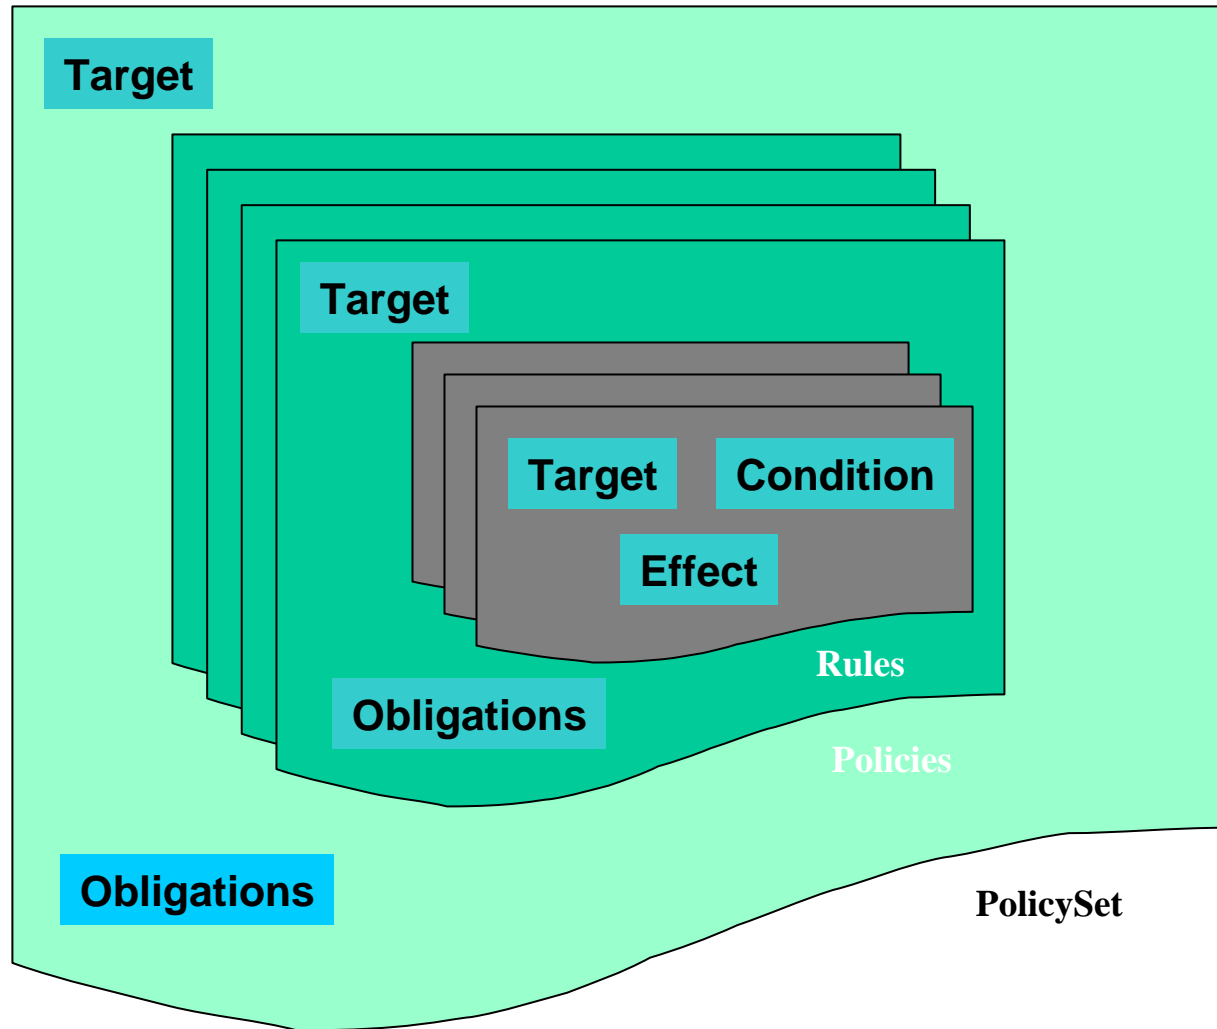 Target
Target
Target Condition
Effect
Rules
Obligations
Policies
Obligations
PolicySet